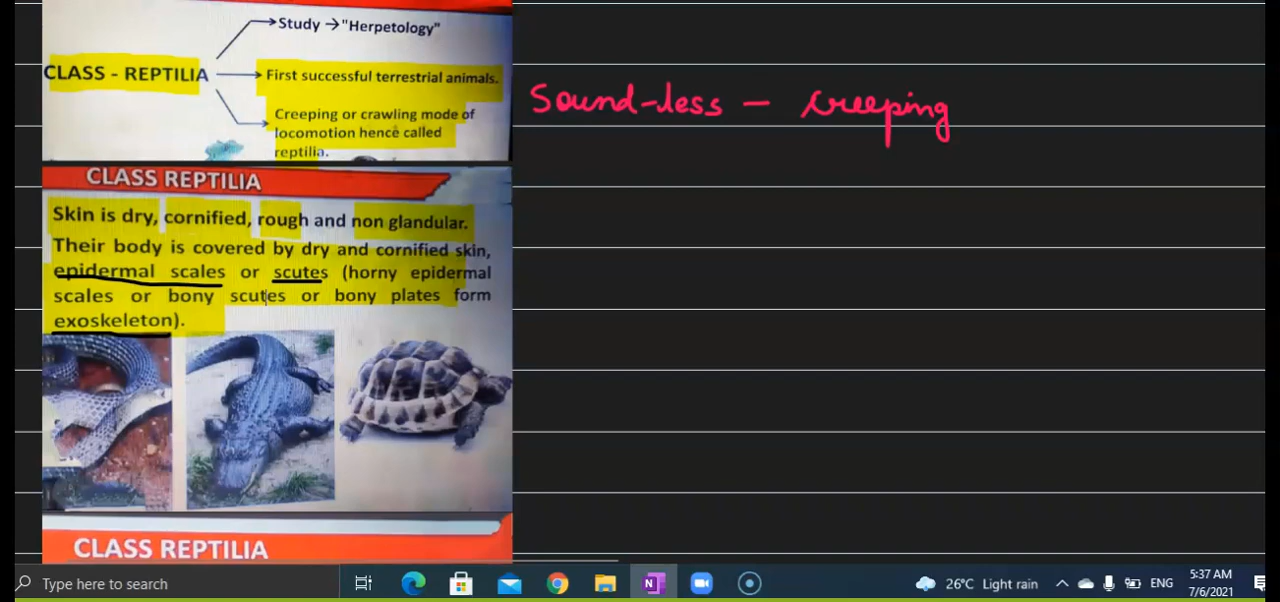 Study → "Herpetology"
CLASS - REPTILIA
First successful terrestrial animals.
Creeping or crawling mode of
locomotion hence called
reptilia.
Sound-less – creeping
CLASS REPTILIA
Skin is dry, cornified, rough and non glandular.
Their body is covered by dry and cornified skin,
epidermal scales or scutes (horny epidermal
scales or bony scutes or bony plates form
exoskeleton).
CLASS REPTILIA
Type here to search
26°C Light rain
ENG
5:37 AM
7/6/2021